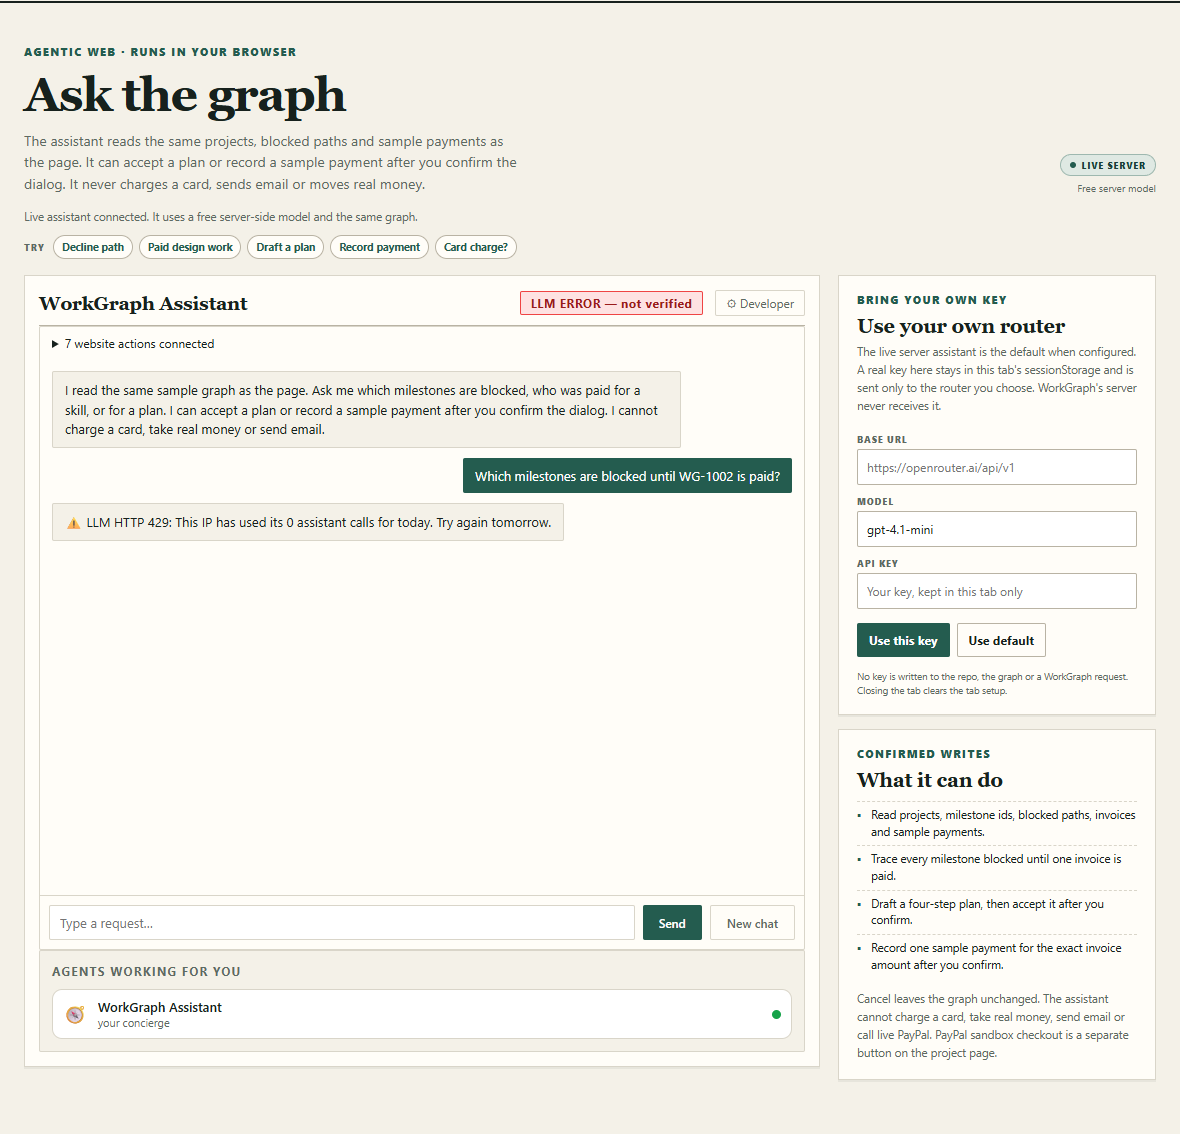 AGENTIC WEB · RUNS IN YOUR BROWSER
Ask the graph
The assistant reads the same projects, blocked paths and sample payments as
the page. It can accept a plan or record a sample payment after you confirm the
dialog. It never charges a card, sends email or moves real money.
LIVE SERVER
Free server model
Live assistant connected. It uses a free server-side model and the same graph.
TRY Decline path Paid design work Draft a plan Record payment Card charge?
WorkGraph Assistant
LLM ERROR — not verified
⚙ Developer
▶ 7 website actions connected
I read the same sample graph as the page. Ask me which milestones are blocked, who was paid for a
skill, or for a plan. I can accept a plan or record a sample payment after you confirm the dialog. I cannot
charge a card, take real money or send email.
Which milestones are blocked until WG-1002 is paid?
⚠️ LLM HTTP 429: This IP has used its 0 assistant calls for today. Try again tomorrow.
Type a request...
Send
New chat
AGENTS WORKING FOR YOU
WorkGraph Assistant
your concierge
BRING YOUR OWN KEY
Use your own router
The live server assistant is the default when configured.
A real key here stays in this tab's sessionStorage and is
sent only to the router you choose. WorkGraph's server
never receives it.
BASE URL
https://openrouter.ai/api/v1
MODEL
gpt-4.1-mini
API KEY
Your key, kept in this tab only
Use this key
Use default
No key is written to the repo, the graph or a WorkGraph request.
Closing the tab clears the tab setup.
CONFIRMED WRITES
What it can do
▪ Read projects, milestone ids, blocked paths, invoices
and sample payments.
▪ Trace every milestone blocked until one invoice is
paid.
▪ Draft a four-step plan, then accept it after you
confirm.
▪ Record one sample payment for the exact invoice
amount after you confirm.
Cancel leaves the graph unchanged. The assistant
cannot charge a card, take real money, send email or
call live PayPal. PayPal sandbox checkout is a separate
button on the project page.